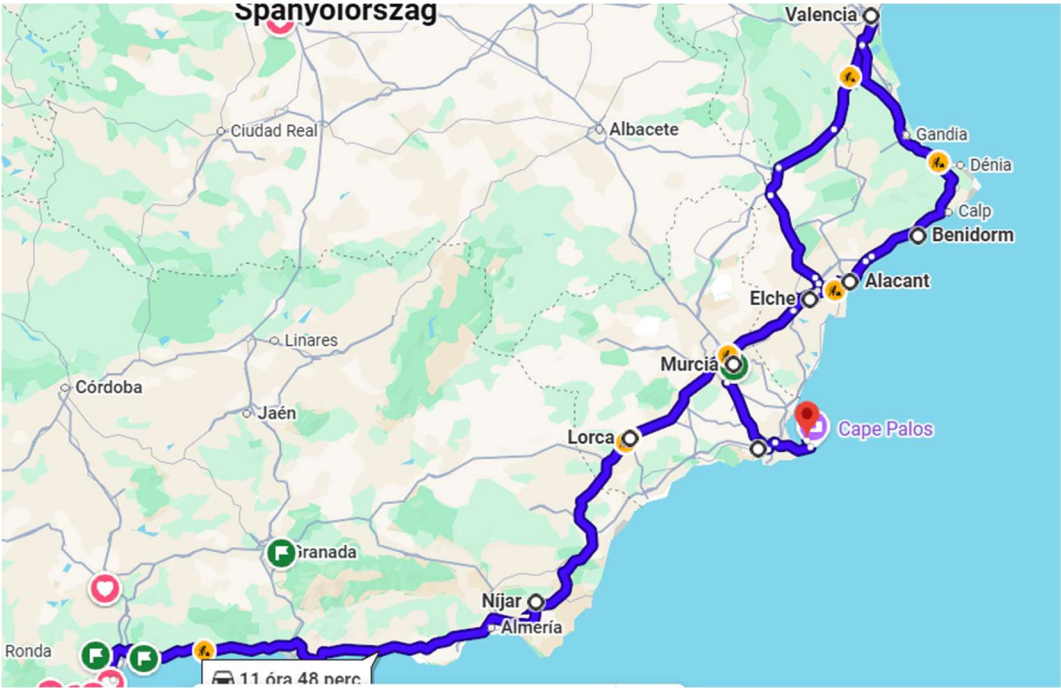 Spanyolország
Valencia
Ciudad Real
Albacete
Gandia
Dénia
Calp
Benidorm
Alacant
Elche
Linares
Murcia
Córdoba
Jaén
Lorca
Cape Palos
Granada
Níjar
Almería
Ronda
11 óra 48 perc